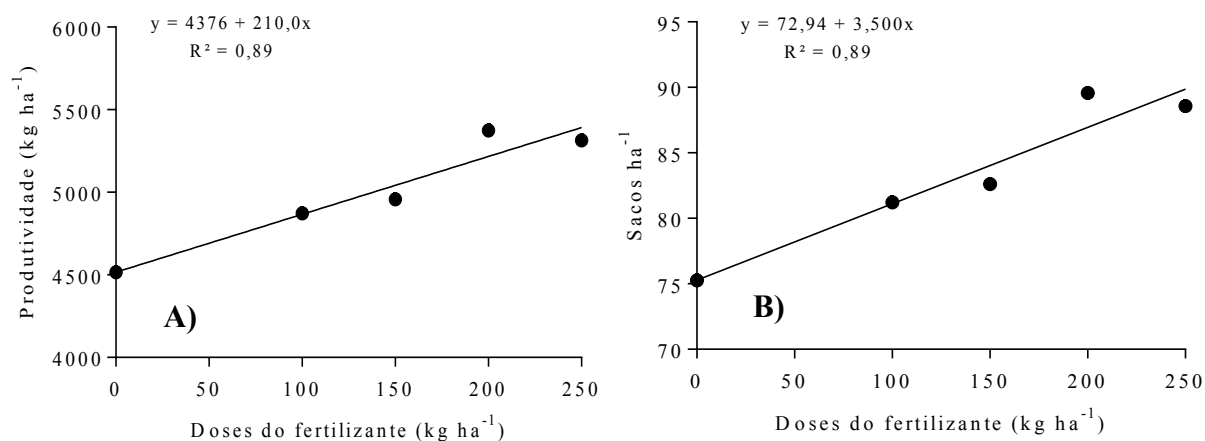 y = 4376 + 210,0x
R² = 0,89
Produtividade (kg ha⁻¹)
6000
5500
5000
4500
4000
A)
0 50 100 150 200 250
Doses do fertilizante (kg ha⁻¹)
y = 72,94 + 3,500x
R² = 0,89
Sacos ha⁻¹
95
90
85
80
75
70
B)
0 50 100 150 200 250
Doses do fertilizante (kg ha⁻¹)